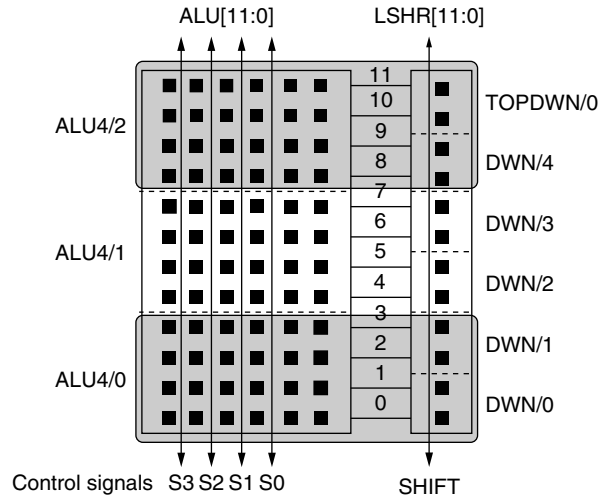 ALU[11:0] LSHR[11:0]
11
10 TOPDWN/0
ALU4/2 9
8 DWN/4
7
6 DWN/3
ALU4/1 5
4 DWN/2
3
2 DWN/1
ALU4/0 1
0 DWN/0
Control signals S3 S2 S1 S0 SHIFT